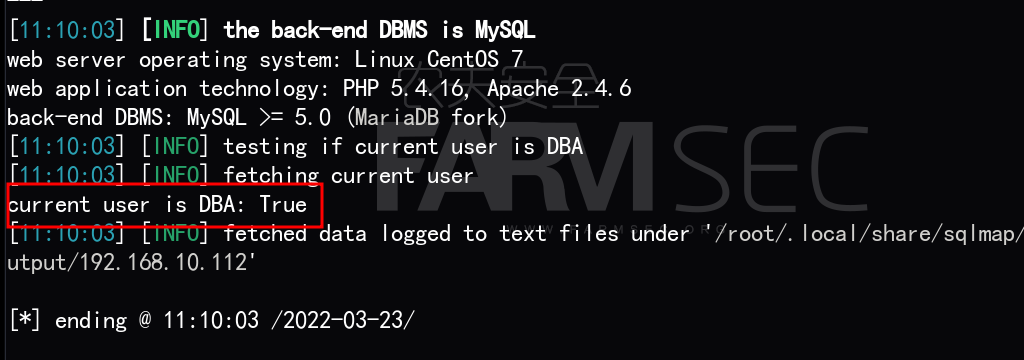 [11:10:03] [INFO] the back-end DBMS is MySQL
web server operating system: Linux CentOS 7
web application technology: PHP 5.4.16, Apache 2.4.6
back-end DBMS: MySQL >= 5.0 (MariaDB fork)
[11:10:03] [INFO] testing if current user is DBA
[11:10:03] [INFO] fetching current user
current user is DBA: True
[11:10:03] [INFO] fetched data logged to text files under '/root/.local/share/sqlmap/
utput/192.168.10.112'
[*] ending @ 11:10:03 /2022-03-23/
农夫安全
FARMSEC